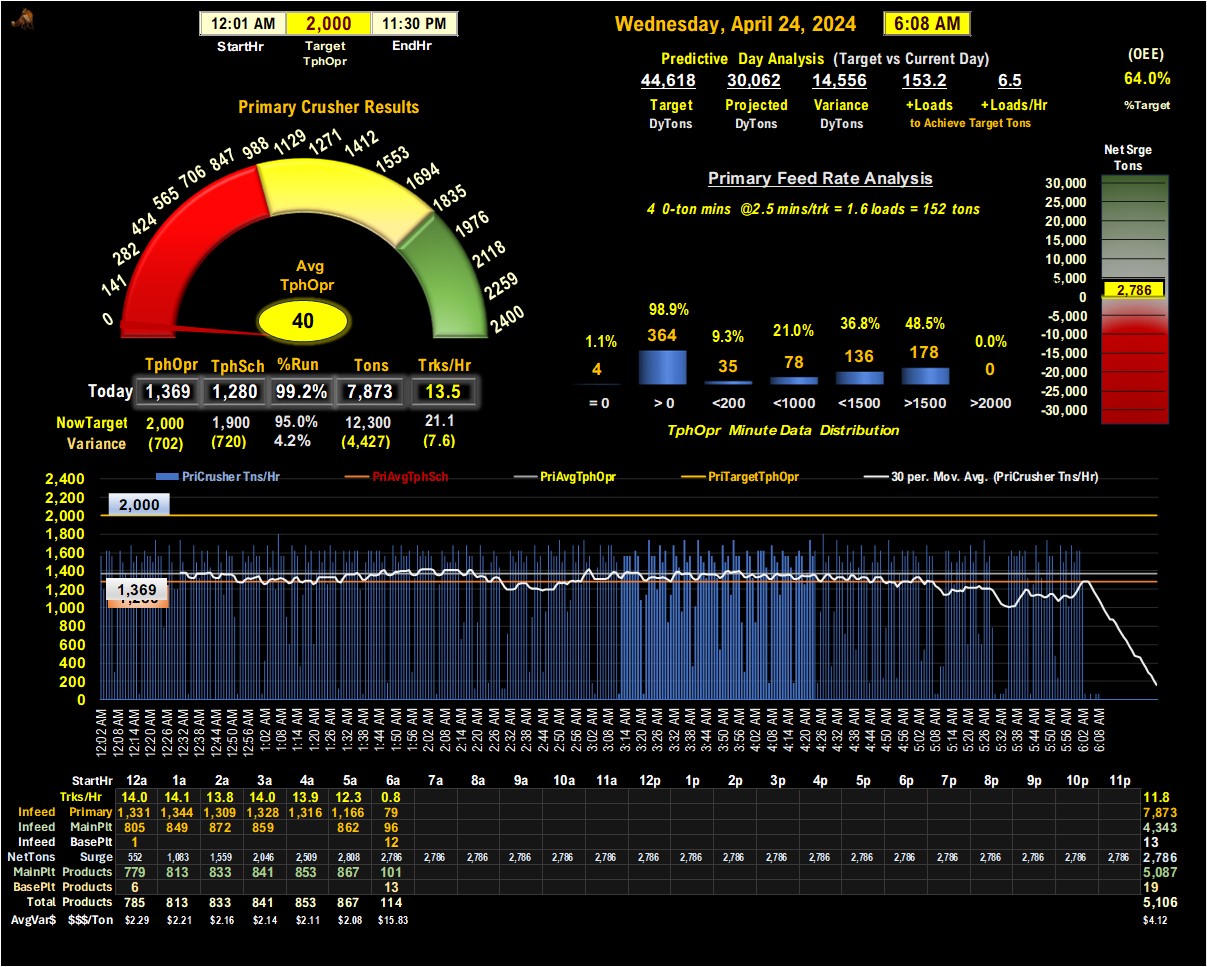 12:01 AM 2,000 11:30 PM
StartHr Target TphOpr EndHr
Wednesday, April 24, 2024 6:08 AM
Predictive Day Analysis (Target vs Current Day)
44,618 30,062 14,556 153.2 6.5
Target Projected Variance +Loads +Loads/Hr
DyTons DyTons DyTons to Achieve Target Tons
(OEE)
64.0%
%Target
Primary Crusher Results
0 141 282 424 565 706 847 988 1129 1271 1412 1553 1694 1835 1976 2118 2259 2400
Avg
TphOpr
40
TphOpr TphSch %Run Tons Trks/Hr
Today 1,369 1,280 99.2% 7,873 13.5
NowTarget 2,000 1,900 95.0% 12,300 21.1
Variance (702) (720) 4.2% (4,427) (7.6)
Primary Feed Rate Analysis
4 0-ton mins @2.5 mins/trk = 1.6 loads = 152 tons
1.1% 98.9% 9.3% 21.0% 36.8% 48.5% 0.0%
4 364 35 78 136 178 0
= 0 > 0 <200 <1000 <1500 >1500 >2000
TphOpr Minute Data Distribution
Net Srge
Tons
30,000
25,000
20,000
15,000
10,000
5,000
2,786
0
-5,000
-10,000
-15,000
-20,000
-25,000
-30,000
PriCrusher Tns/Hr PriAvgTphSch PriAvgTphOpr PriTargetTphOpr 30 per. Mov. Avg. (PriCrusher Tns/Hr)
2,400
2,200
2,000
1,800
1,600
1,400
1,200
1,000
800
600
400
200
0
2,000
1,369
12:02 AM 12:08 AM 12:14 AM 12:20 AM 12:26 AM 12:32 AM 12:38 AM 12:44 AM 12:50 AM 12:56 AM 1:02 AM 1:08 AM 1:14 AM 1:20 AM 1:26 AM 1:32 AM 1:38 AM 1:44 AM 1:50 AM 1:56 AM 2:02 AM 2:08 AM 2:14 AM 2:20 AM 2:26 AM 2:32 AM 2:38 AM 2:44 AM 2:50 AM 2:56 AM 3:02 AM 3:08 AM 3:14 AM 3:20 AM 3:26 AM 3:32 AM 3:38 AM 3:44 AM 3:50 AM 3:56 AM 4:02 AM 4:08 AM 4:14 AM 4:20 AM 4:26 AM 4:32 AM 4:38 AM 4:44 AM 4:50 AM 4:56 AM 5:02 AM 5:08 AM 5:14 AM 5:20 AM 5:26 AM 5:32 AM 5:38 AM 5:44 AM 5:50 AM 5:56 AM 6:02 AM 6:08 AM
StartHr 12a 1a 2a 3a 4a 5a 6a 7a 8a 9a 10a 11a 12p 1p 2p 3p 4p 5p 6p 7p 8p 9p 10p 11p
Trks/Hr 14.0 14.1 13.8 14.0 13.9 12.3 0.8 11.8
Infeed Primary 1,331 1,344 1,309 1,328 1,316 1,166 79 7,873
Infeed MainPlt 805 849 872 859 862 96 4,343
Infeed BasePlt 1 12 13
NetTons Surge 552 1,083 1,559 2,046 2,509 2,808 2,786 2,786 2,786 2,786 2,786 2,786 2,786 2,786 2,786 2,786 2,786 2,786 2,786 2,786 2,786 2,786 2,786 2,786 2,786
MainPlt Products 779 813 833 841 853 867 101 5,087
BasePlt Products 6 13 19
Total Products 785 813 833 841 853 867 114 5,106
AvgVar$ $$$/Ton $2.29 $2.21 $2.16 $2.14 $2.11 $2.08 $15.83 $4.12